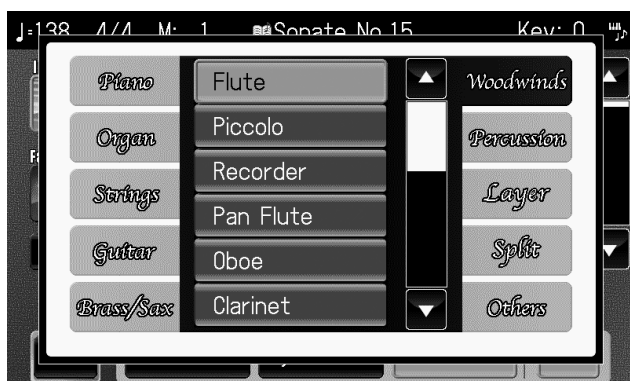 ♩=138 4/4 M: 1 Sonate No.15 Key: 0
Piano
Organ
Strings
Guitar
Brass/Sax
Flute
Piccolo
Recorder
Pan Flute
Oboe
Clarinet
Woodwinds
Percussion
Layer
Split
Others